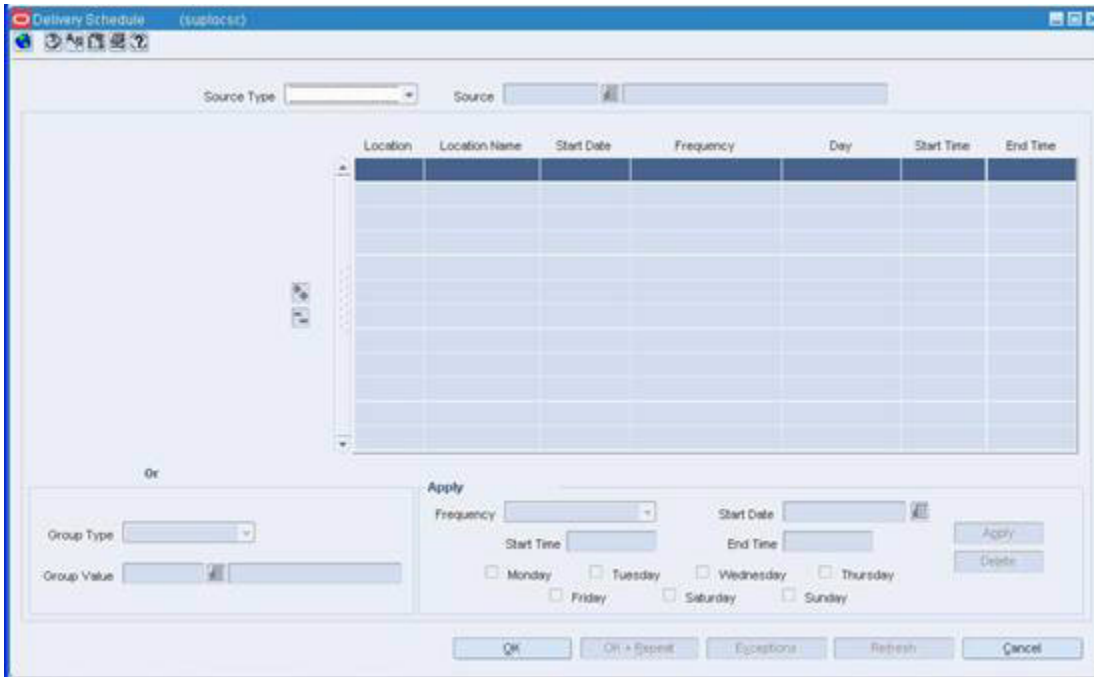 Delivery Schedule (suplocsc)
Source Type Source
Location Location Name Start Date Frequency Day Start Time End Time
Or
Group Type
Group Value
Apply
Frequency Start Date
Start Time End Time
Apply
Delete
Monday Tuesday Wednesday Thursday
Friday Saturday Sunday
OK OK + Repeat Exceptions Refresh Cancel